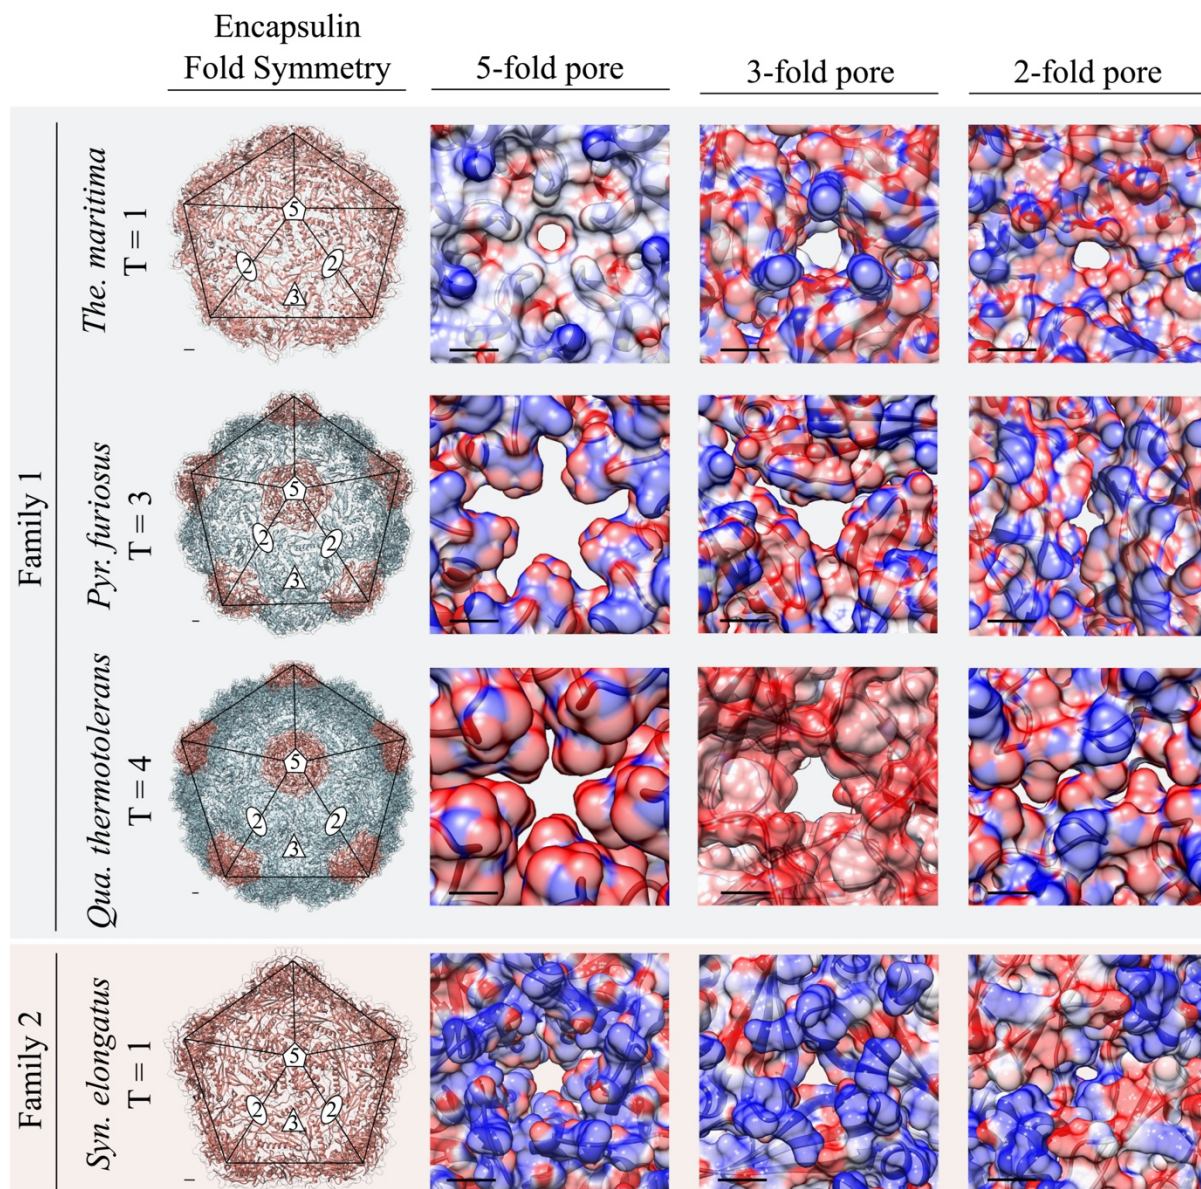 Encapsulin
Fold Symmetry
5-fold pore
3-fold pore
2-fold pore
Family 1
The. maritima
T = 1
5
2
2
3
Pyr. furiosus
T = 3
5
2
2
3
Qua. thermotolerans
T = 4
5
2
2
3
Family 2
Syn. elongatus
T = 1
5
2
2
3